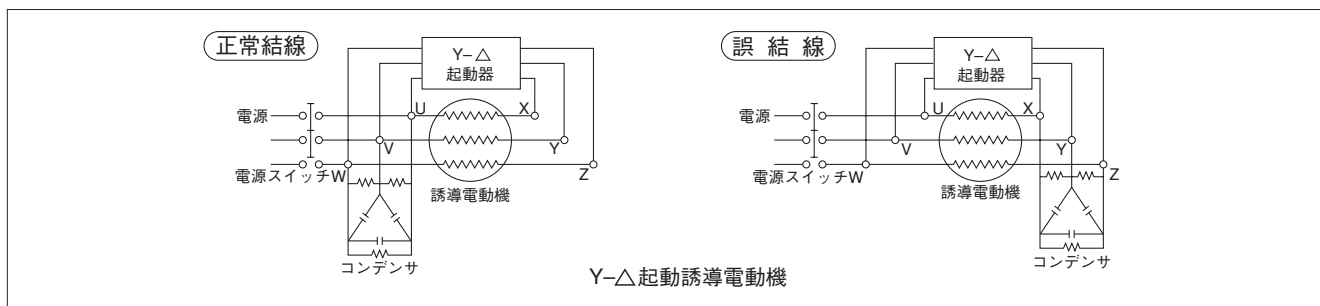 正常結線
Y–△
起動器
電源
U
X
V
Y
電源スイッチW
Z
誘導電動機
コンデンサ
誤結線
Y–△
起動器
電源
U
X
V
Y
電源スイッチW
Z
誘導電動機
コンデンサ
Y–△起動誘導電動機